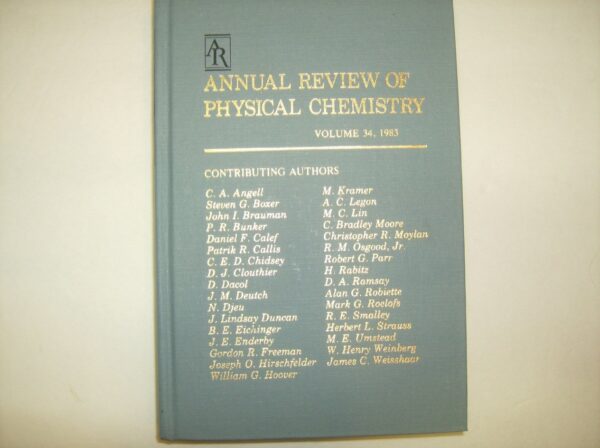 AR
ANNUAL REVIEW OF
PHYSICAL CHEMISTRY
VOLUME 34, 1983
CONTRIBUTING AUTHORS
C. A. Angell
Steven G. Boxer
John I. Brauman
P. R. Bunker
Daniel F. Calef
Patrik R. Callis
C. E. D. Chidsey
D. J. Clouthier
D. Dacol
J. M. Deutch
N. Djeu
J. Lindsay Duncan
B. E. Eichinger
J. E. Enderby
Gordon R. Freeman
Joseph O. Hirschfelder
William G. Hoover
M. Kramer
A. C. Legon
M. C. Lin
C. Bradley Moore
Christopher R. Moylan
R. M. Osgood, Jr.
Robert G. Parr
H. Rabitz
D. A. Ramsay
Alan G. Robiette
Mark G. Roelofs
R. E. Smalley
Herbert L. Strauss
M. E. Umstead
W. Henry Weinberg
James C. Weisshaar